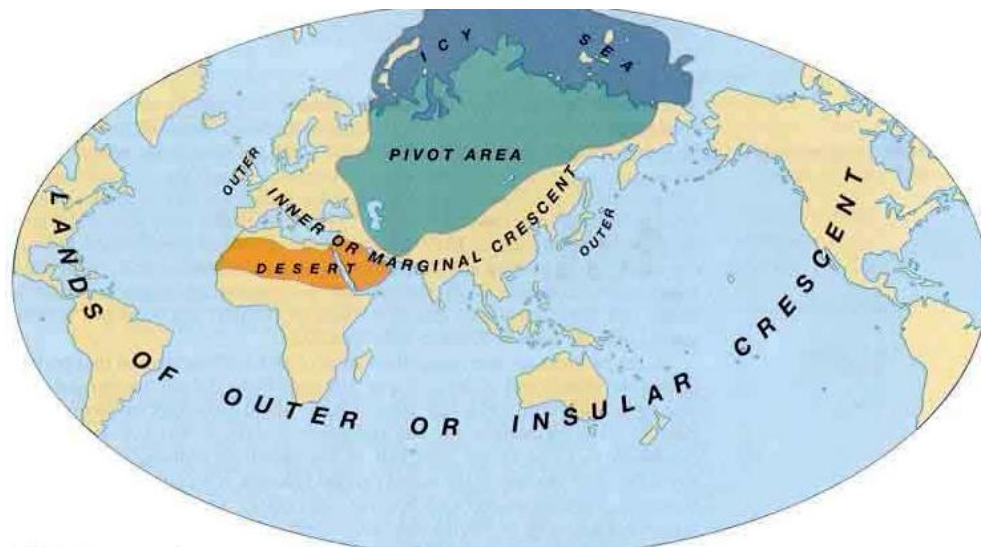 ICY SEA
PIVOT AREA
OUTER
INNER OR MARGINAL CRESCENT
OUTER
DESERT
LANDS OF OUTER OR INSULAR CRESCENT